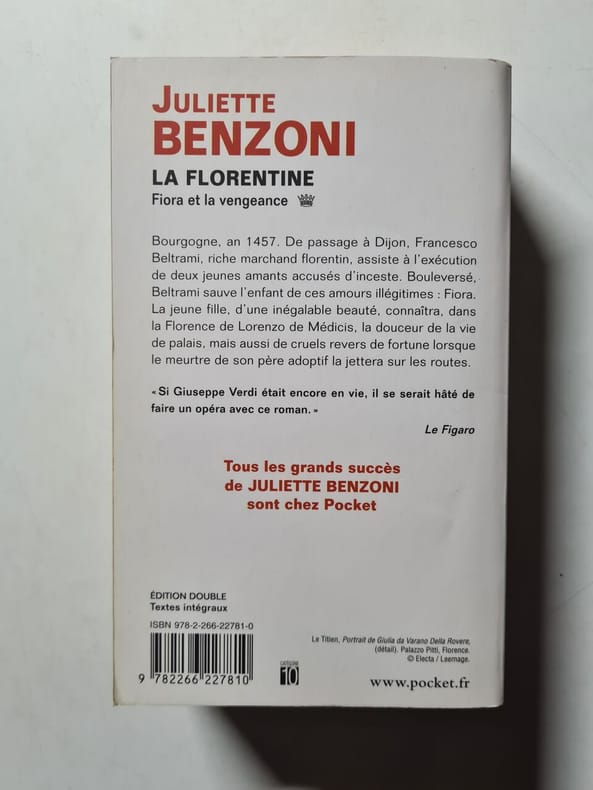 JULIETTE
BENZONI
LA FLORENTINE
Fiora et la vengeance
Bourgogne, an 1457. De passage à Dijon, Francesco
Beltrami, riche marchand florentin, assiste à l'exécution
de deux jeunes amants accusés d'inceste. Bouleversé,
Beltrami sauve l'enfant de ces amours illégitimes : Fiora.
La jeune fille, d'une inégalable beauté, connaîtra, dans
la Florence de Lorenzo de Médicis, la douceur de la vie
de palais, mais aussi de cruels revers de fortune lorsque
le meurtre de son père adoptif la jettera sur les routes.
« Si Giuseppe Verdi était encore en vie, il se serait hâté de
faire un opéra avec ce roman. »
Le Figaro
Tous les grands succès
de JULIETTE BENZONI
sont chez Pocket
ÉDITION DOUBLE
Textes intégraux
ISBN 978-2-266-22781-0
Le Titien, Portrait de Giulia da Varano Della Rovere,
(détail). Palazzo Pitti, Florence.
© Electa / Leemage.
CATÉGORIE
10
9 782266 227810
www.pocket.fr